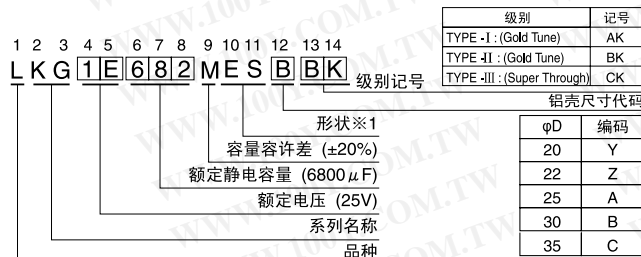 级别 记号
TYPE -I : (Gold Tune) AK
TYPE -II : (Gold Tune) BK
TYPE -III : (Super Through) CK
1 2 3 4 5 6 7 8 9 10 11 12 13 14
L K G 1 E 6 8 2 M E S B B K
级别记号
铝壳尺寸代码
形状※1
容量容许差 (±20%)
额定静电容量 (6800μF)
额定电压 (25V)
系列名称
品种
φD 编码
20 Y
22 Z
25 A
30 B
35 C